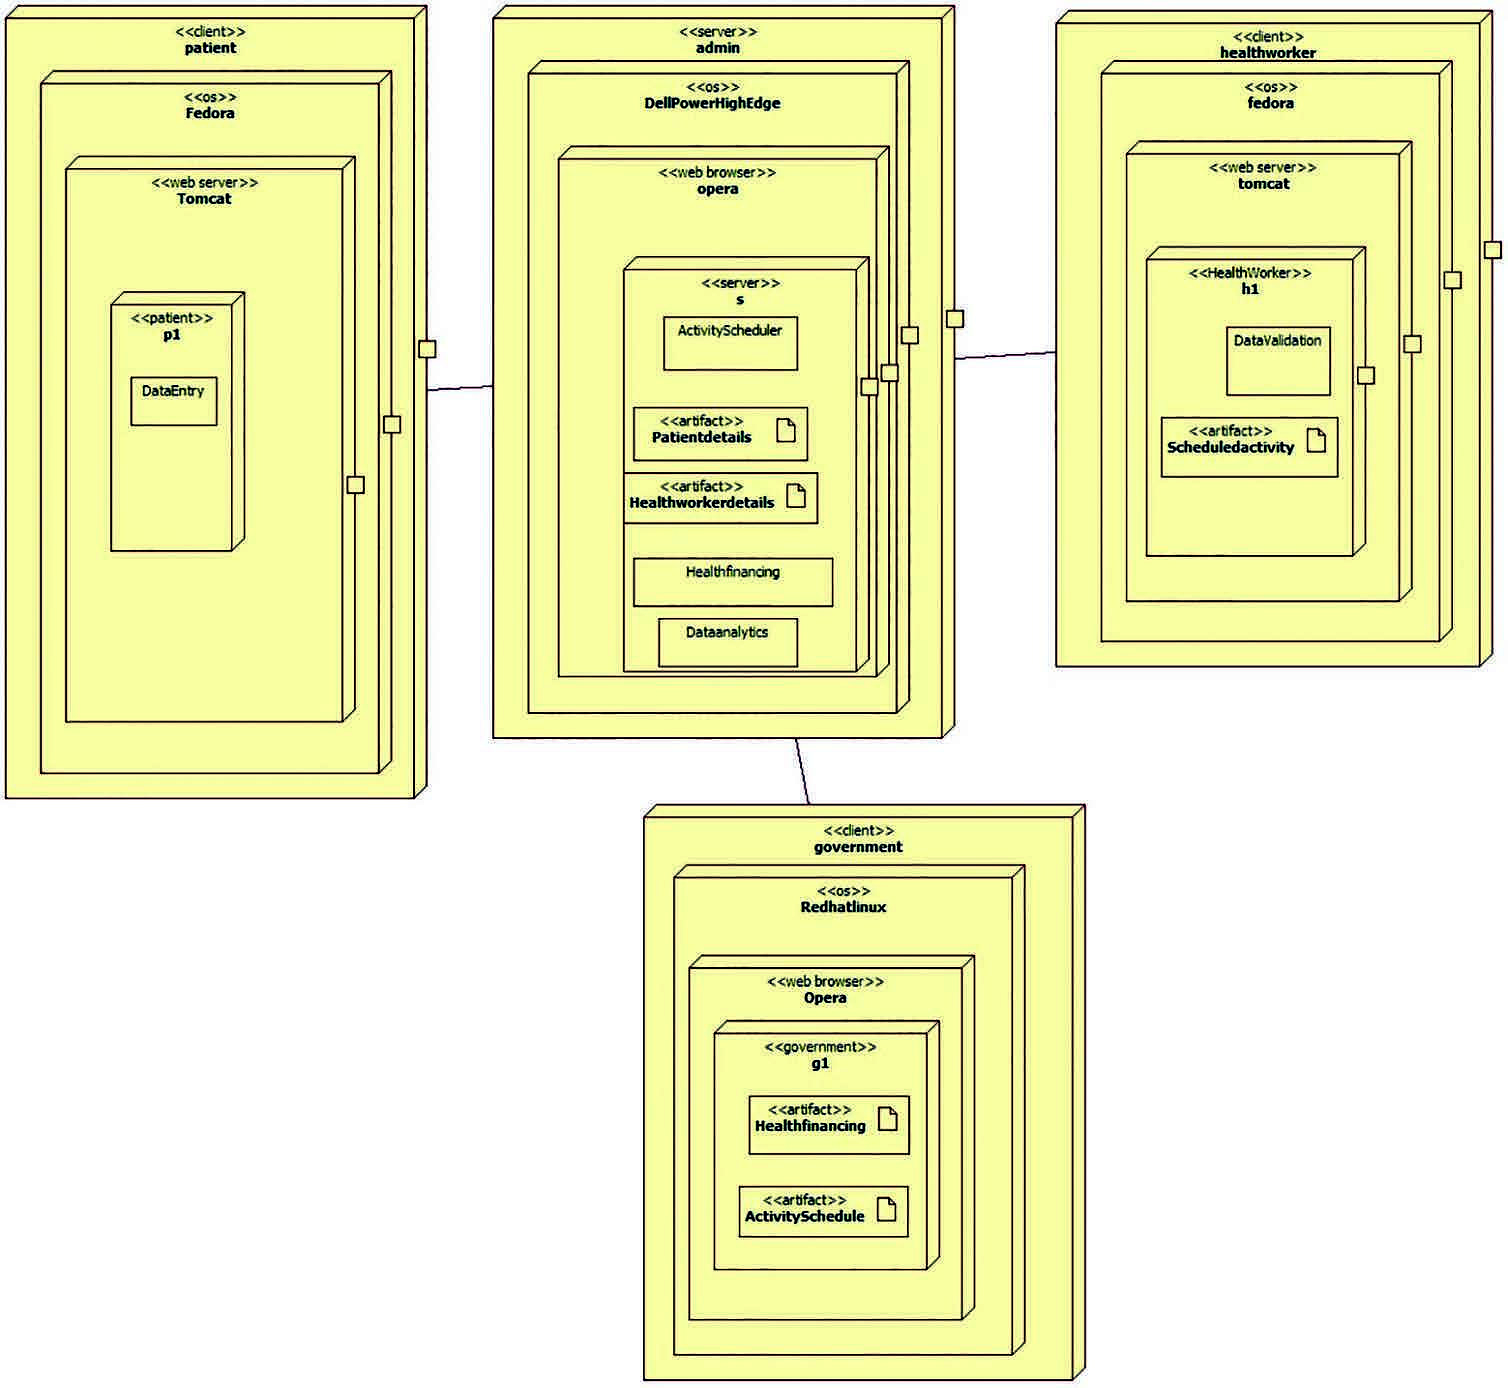 <<client>>
patient
<<os>>
Fedora
<<web server>>
Tomcat
<<patient>>
p1
DataEntry
<<server>>
admin
<<os>>
DellPowerHighEdge
<<web browser>>
opera
<<server>>
s
ActivityScheduler
<<artifact>>
Patientdetails
<<artifact>>
Healthworkerdetails
Healthfinancing
Dataanalytics
<<client>>
healthworker
<<os>>
fedora
<<web server>>
tomcat
<<HealthWorker>>
h1
DataValidation
<<artifact>>
Scheduledactivity
<<client>>
government
<<os>>
Redhatlinux
<<web browser>>
Opera
<<government>>
g1
<<artifact>>
Healthfinancing
<<artifact>>
ActivitySchedule